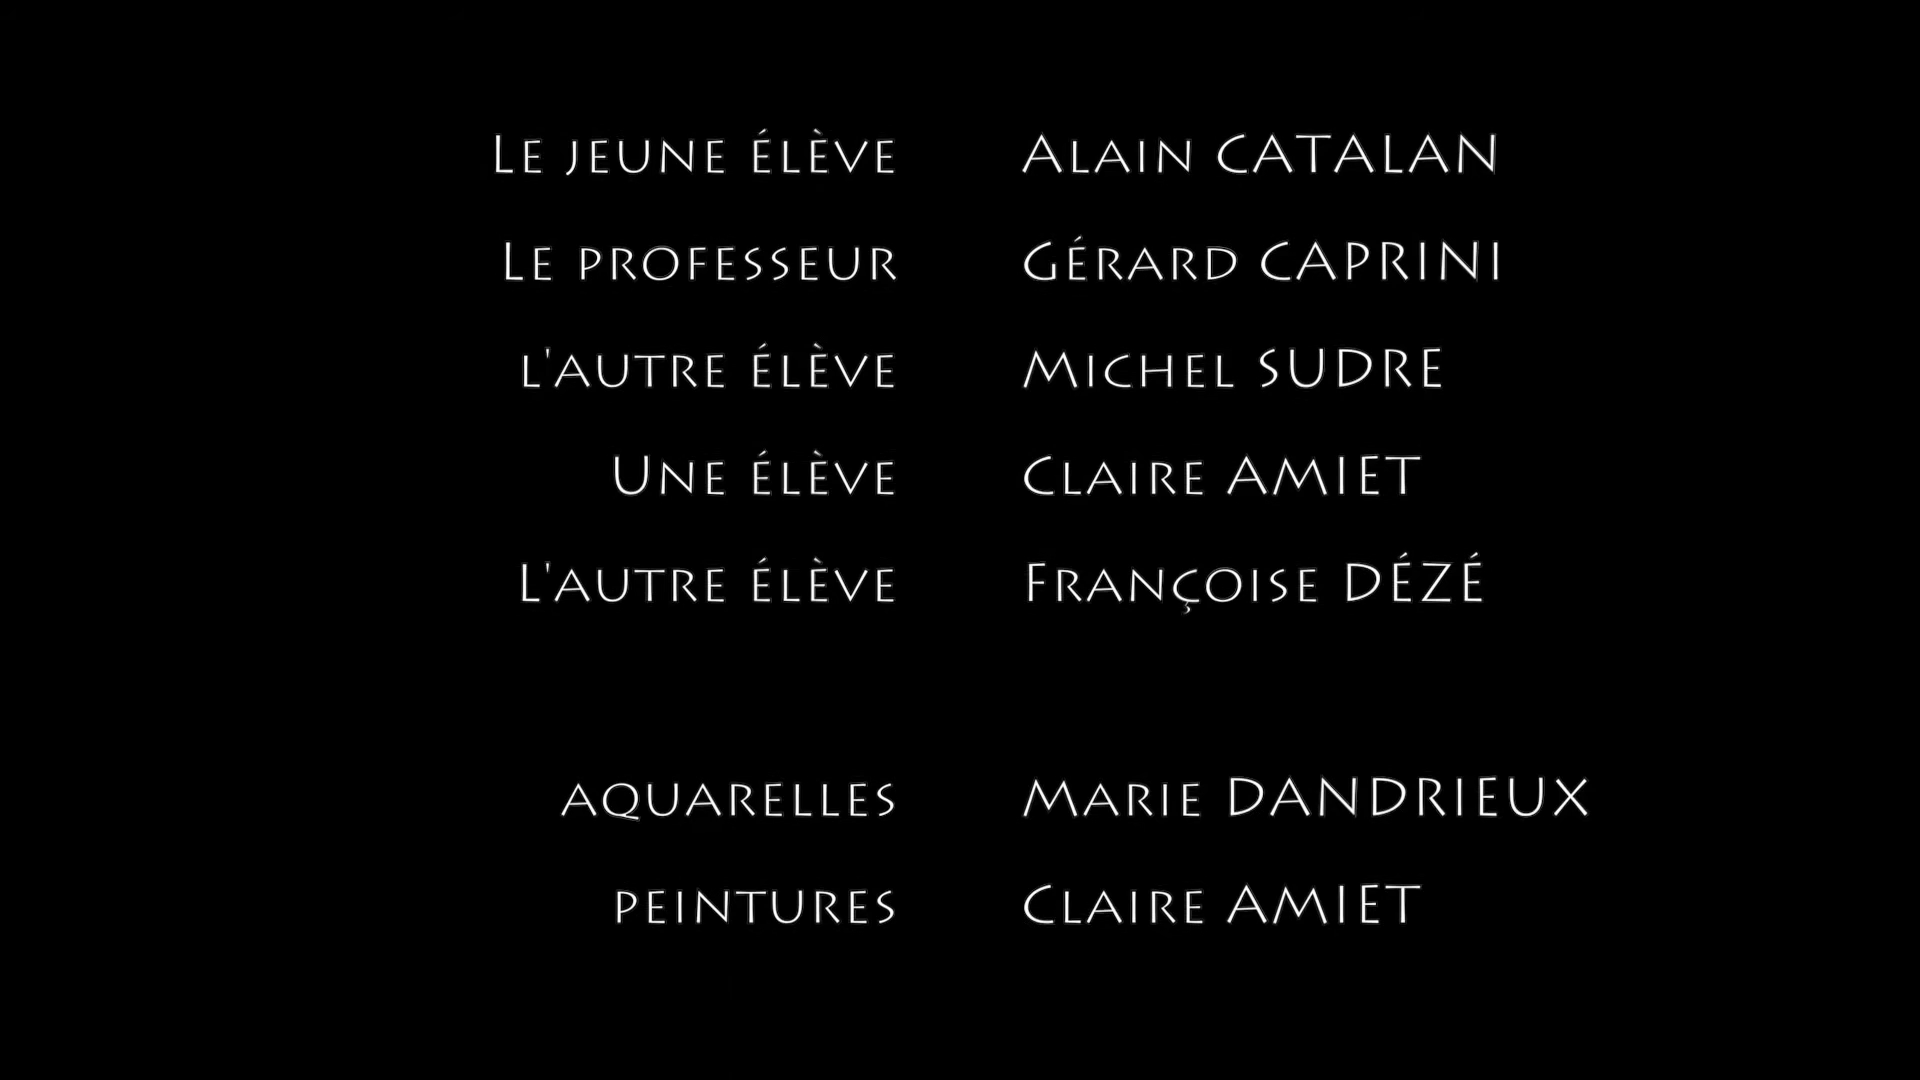 Le jeune élève Alain CATALAN
Le professeur Gérard CAPRINI
l'autre élève Michel SUDRE
Une élève Claire AMIET
L'autre élève Françoise DÉZÉ
aquarelles Marie DANDRIEUX
peintures Claire AMIET